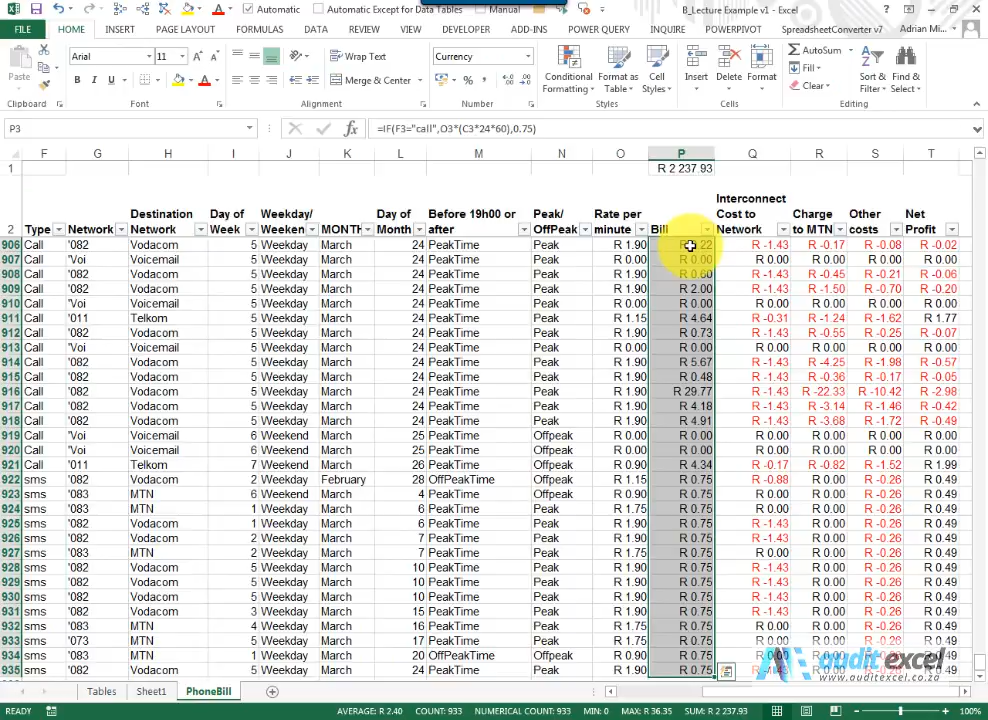 Automatic Automatic Except for Data Tables Manual B_Lecture Example v1 - Excel
FILE HOME INSERT PAGE LAYOUT FORMULAS DATA REVIEW VIEW DEVELOPER ADD-INS POWER QUERY INQUIRE POWERPIVOT SpreadsheetConverter v7 Adrian Mi...
Paste Arial 11 Wrap Text Currency Conditional Format as Cell Insert Delete Format AutoSum Sort & Find &
B I U Merge & Center % Formatting Table Styles Fill Filter Select
Clear
Clipboard Font Alignment Number Styles Cells Editing
P3 fx =IF(F3="call",O3*(C3*24*60),0.75)
F G H I J K L M N O P Q R S T
1 R 2 237.93
Interconnect
Destination Day of Weekday/ Day of Before 19h00 or Peak/ Rate per Cost to Charge Other Net
2 Type Network Network Week Weeken MONTH Month after OffPeak minute Bill Network to MTN costs Profit
906 Call '082 Vodacom 5 Weekday March 24 PeakTime Peak R 1.90 .22 R -1.43 R -0.17 R -0.08 R -0.02
907 Call 'Voi Voicemail 5 Weekday March 24 PeakTime Peak R 0.00 R 0.00 R 0.00 R 0.00 R 0.00 R 0.00
908 Call '082 Vodacom 5 Weekday March 24 PeakTime Peak R 1.90 R 0.60 R -1.43 R -0.45 R -0.21 R -0.06
909 Call '082 Vodacom 5 Weekday March 24 PeakTime Peak R 1.90 R 2.00 R -1.43 R -1.50 R -0.70 R -0.20
910 Call 'Voi Voicemail 5 Weekday March 24 PeakTime Peak R 0.00 R 0.00 R 0.00 R 0.00 R 0.00 R 0.00
911 Call '011 Telkom 5 Weekday March 24 PeakTime Peak R 1.15 R 4.64 R -0.31 R -1.24 R -1.62 R 1.77
912 Call '082 Vodacom 5 Weekday March 24 PeakTime Peak R 1.90 R 0.73 R -1.43 R -0.55 R -0.25 R -0.07
913 Call 'Voi Voicemail 5 Weekday March 24 PeakTime Peak R 0.00 R 0.00 R 0.00 R 0.00 R 0.00 R 0.00
914 Call '082 Vodacom 5 Weekday March 24 PeakTime Peak R 1.90 R 5.67 R -1.43 R -4.25 R -1.98 R -0.57
915 Call '082 Vodacom 5 Weekday March 24 PeakTime Peak R 1.90 R 0.48 R -1.43 R -0.36 R -0.17 R -0.05
916 Call '082 Vodacom 5 Weekday March 24 PeakTime Peak R 1.90 R 29.77 R -1.43 R -22.33 R -10.42 R -2.98
917 Call '082 Vodacom 5 Weekday March 24 PeakTime Peak R 1.90 R 4.18 R -1.43 R -3.14 R -1.46 R -0.42
918 Call '082 Vodacom 5 Weekday March 24 PeakTime Peak R 1.90 R 4.91 R -1.43 R -3.68 R -1.72 R -0.49
919 Call 'Voi Voicemail 6 Weekend March 25 PeakTime Offpeak R 0.00 R 0.00 R 0.00 R 0.00 R 0.00 R 0.00
920 Call 'Voi Voicemail 6 Weekend March 25 PeakTime Offpeak R 0.00 R 0.00 R 0.00 R 0.00 R 0.00 R 0.00
921 Call '011 Telkom 7 Weekend March 26 PeakTime Offpeak R 0.90 R 4.34 R -0.17 R -0.82 R -1.52 R 1.99
922 sms '082 Vodacom 2 Weekday February 28 OffPeakTime Offpeak R 1.15 R 0.75 R -0.88 R 0.00 R -0.26 R 0.49
923 sms '083 MTN 6 Weekend March 4 PeakTime Offpeak R 0.90 R 0.75 R 0.00 R 0.00 R -0.26 R 0.49
924 sms '083 MTN 1 Weekday March 6 PeakTime Peak R 1.75 R 0.75 R 0.00 R 0.00 R -0.26 R 0.49
925 sms '082 Vodacom 1 Weekday March 6 PeakTime Peak R 1.90 R 0.75 R -1.43 R 0.00 R -0.26 R 0.49
926 sms '082 Vodacom 2 Weekday March 7 PeakTime Peak R 1.90 R 0.75 R -1.43 R 0.00 R -0.26 R 0.49
927 sms '083 MTN 2 Weekday March 7 PeakTime Peak R 1.75 R 0.75 R 0.00 R 0.00 R -0.26 R 0.49
928 sms '082 Vodacom 5 Weekday March 10 PeakTime Peak R 1.90 R 0.75 R -1.43 R 0.00 R -0.26 R 0.49
929 sms '082 Vodacom 5 Weekday March 10 PeakTime Peak R 1.90 R 0.75 R -1.43 R 0.00 R -0.26 R 0.49
930 sms '082 Vodacom 5 Weekday March 10 PeakTime Peak R 1.90 R 0.75 R -1.43 R 0.00 R -0.26 R 0.49
931 sms '082 Vodacom 3 Weekday March 15 PeakTime Peak R 1.90 R 0.75 R -1.43 R 0.00 R -0.26 R 0.49
932 sms '083 MTN 4 Weekday March 16 PeakTime Peak R 1.75 R 0.75 R 0.00 R 0.00 R -0.26 R 0.49
933 sms '073 MTN 5 Weekday March 17 PeakTime Peak R 1.75 R 0.75 R 0.00 R 0.00 R -0.26 R 0.49
934 sms '083 MTN 1 Weekday March 20 OffPeakTime Offpeak R 0.90 R 0.75 R 0.00 R 0.00 R -0.26 R 0.49
935 sms '082 Vodacom 1 Weekday March 20 PeakTime Peak R 1.90 R 0.75 R 0.00 R -0.26 R 0.49
audit excel
www.auditexcel.co.za
Tables Sheet1 PhoneBill
READY AVERAGE: R 2.40 COUNT: 933 NUMERICAL COUNT: 933 MIN: 0 MAX: R 36.35 SUM: R 2 237.93 100%